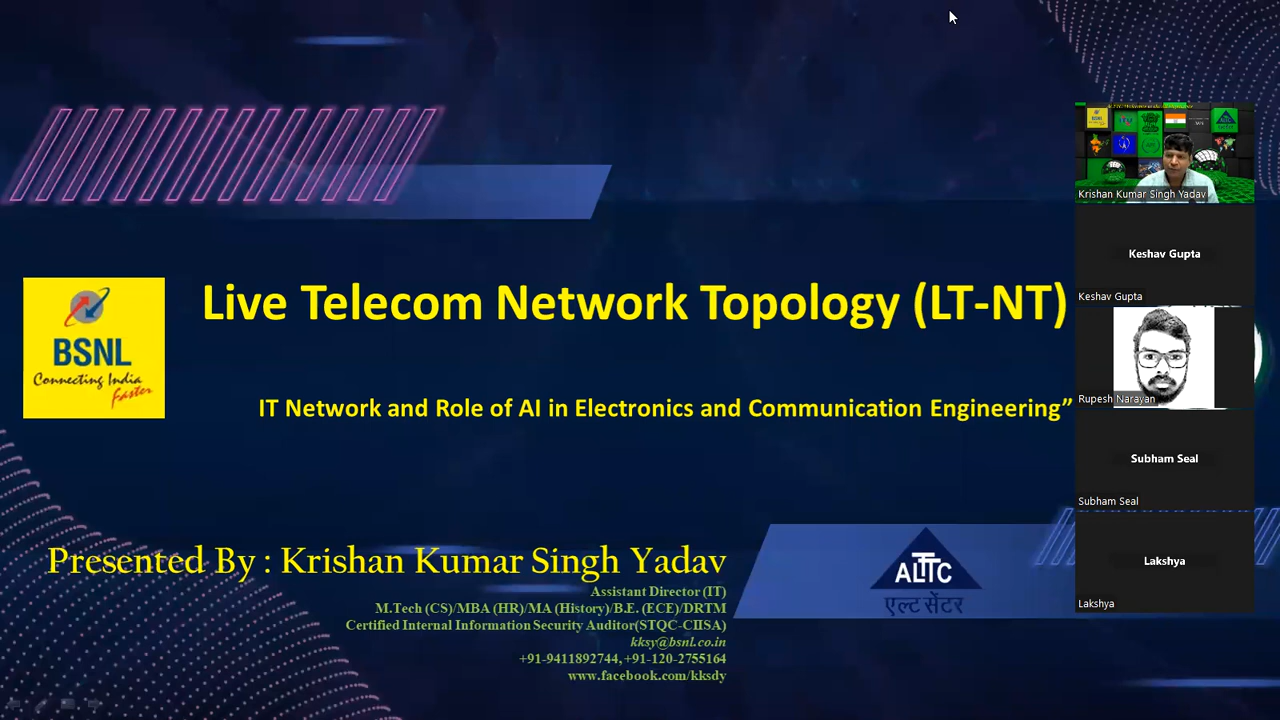 Live Telecom Network Topology (LT-NT)
BSNL
Connecting India
Faster
IT Network and Role of AI in Electronics and Communication Engineering”
Presented By : Krishan Kumar Singh Yadav
Assistant Director (IT)
M.Tech (CS)/MBA (HR)/MA (History)/B.E. (ECE)/DRTM
Certified Internal Information Security Auditor(STQC-CIISA)
kksy@bsnl.co.in
+91-9411892744, +91-120-2755164
www.facebook.com/kksdy
ALTTC
एल्ट सेंटर
BSNL
ALTTC
Krishan Kumar Singh Yadav
Keshav Gupta
Keshav Gupta
Rupesh Narayan
Subham Seal
Subham Seal
Lakshya
Lakshya